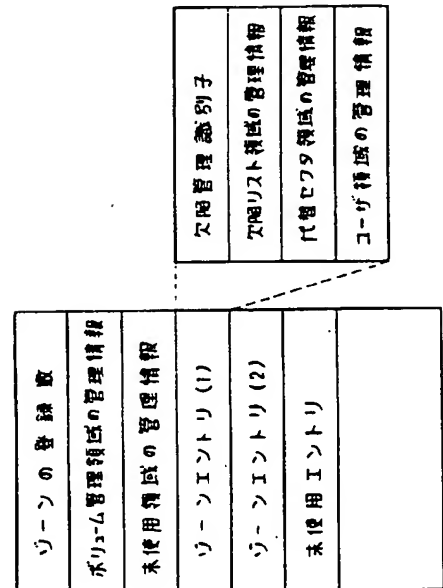 ゾーンの登録数
ボリューム管理領域の管理情報
未使用領域の管理情報
ゾーンエントリ(1)
ゾーンエントリ(2)
未使用エントリ
欠陥管理識別子
欠陥リスト領域の管理情報
代替セクタ領域の管理情報
ユーザ領域の管理情報